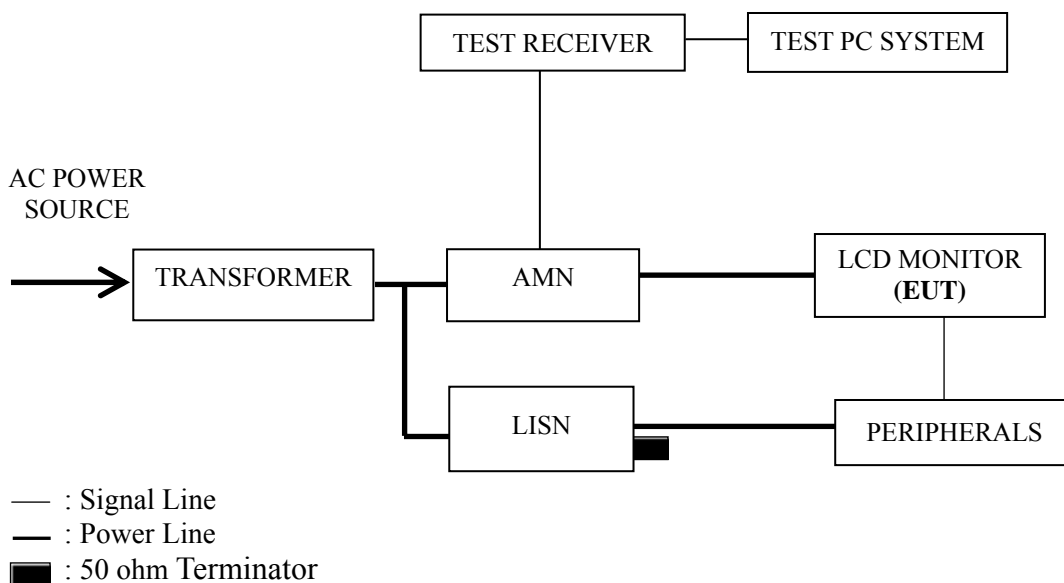 TEST RECEIVER
TEST PC SYSTEM
AC POWER
SOURCE
TRANSFORMER
AMN
LCD MONITOR
(EUT)
LISN
PERIPHERALS
: Signal Line
: Power Line
: 50 ohm Terminator